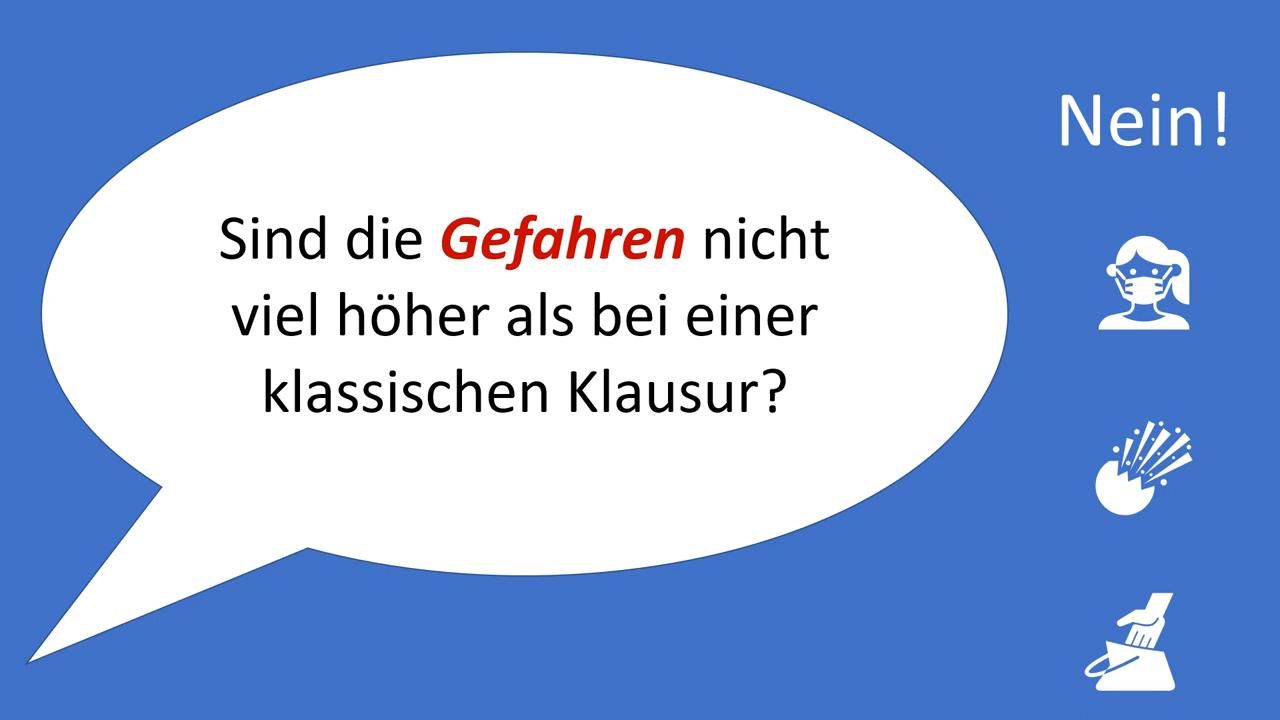 Sind die Gefahren nicht
viel höher als bei einer
klassischen Klausur?
Nein!